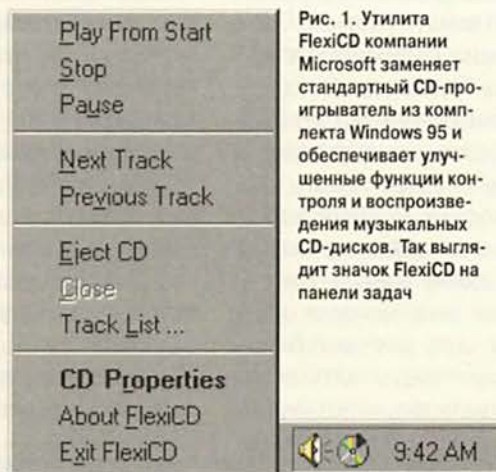 Play From Start
Stop
Pause
Next Track
Previous Track
Eject CD
Close
Track List ...
CD Properties
About FlexiCD
Exit FlexiCD
Рис. 1. Утилита
FlexiCD компании
Microsoft заменяет
стандартный CD-про-
игрыватель из комп-
лекта Windows 95 и
обеспечивает улуч-
шенные функции кон-
троля и воспроизве-
дения музыкальных
CD-дисков. Так выгля-
дит значок FlexiCD на
панели задач
9:42 AM